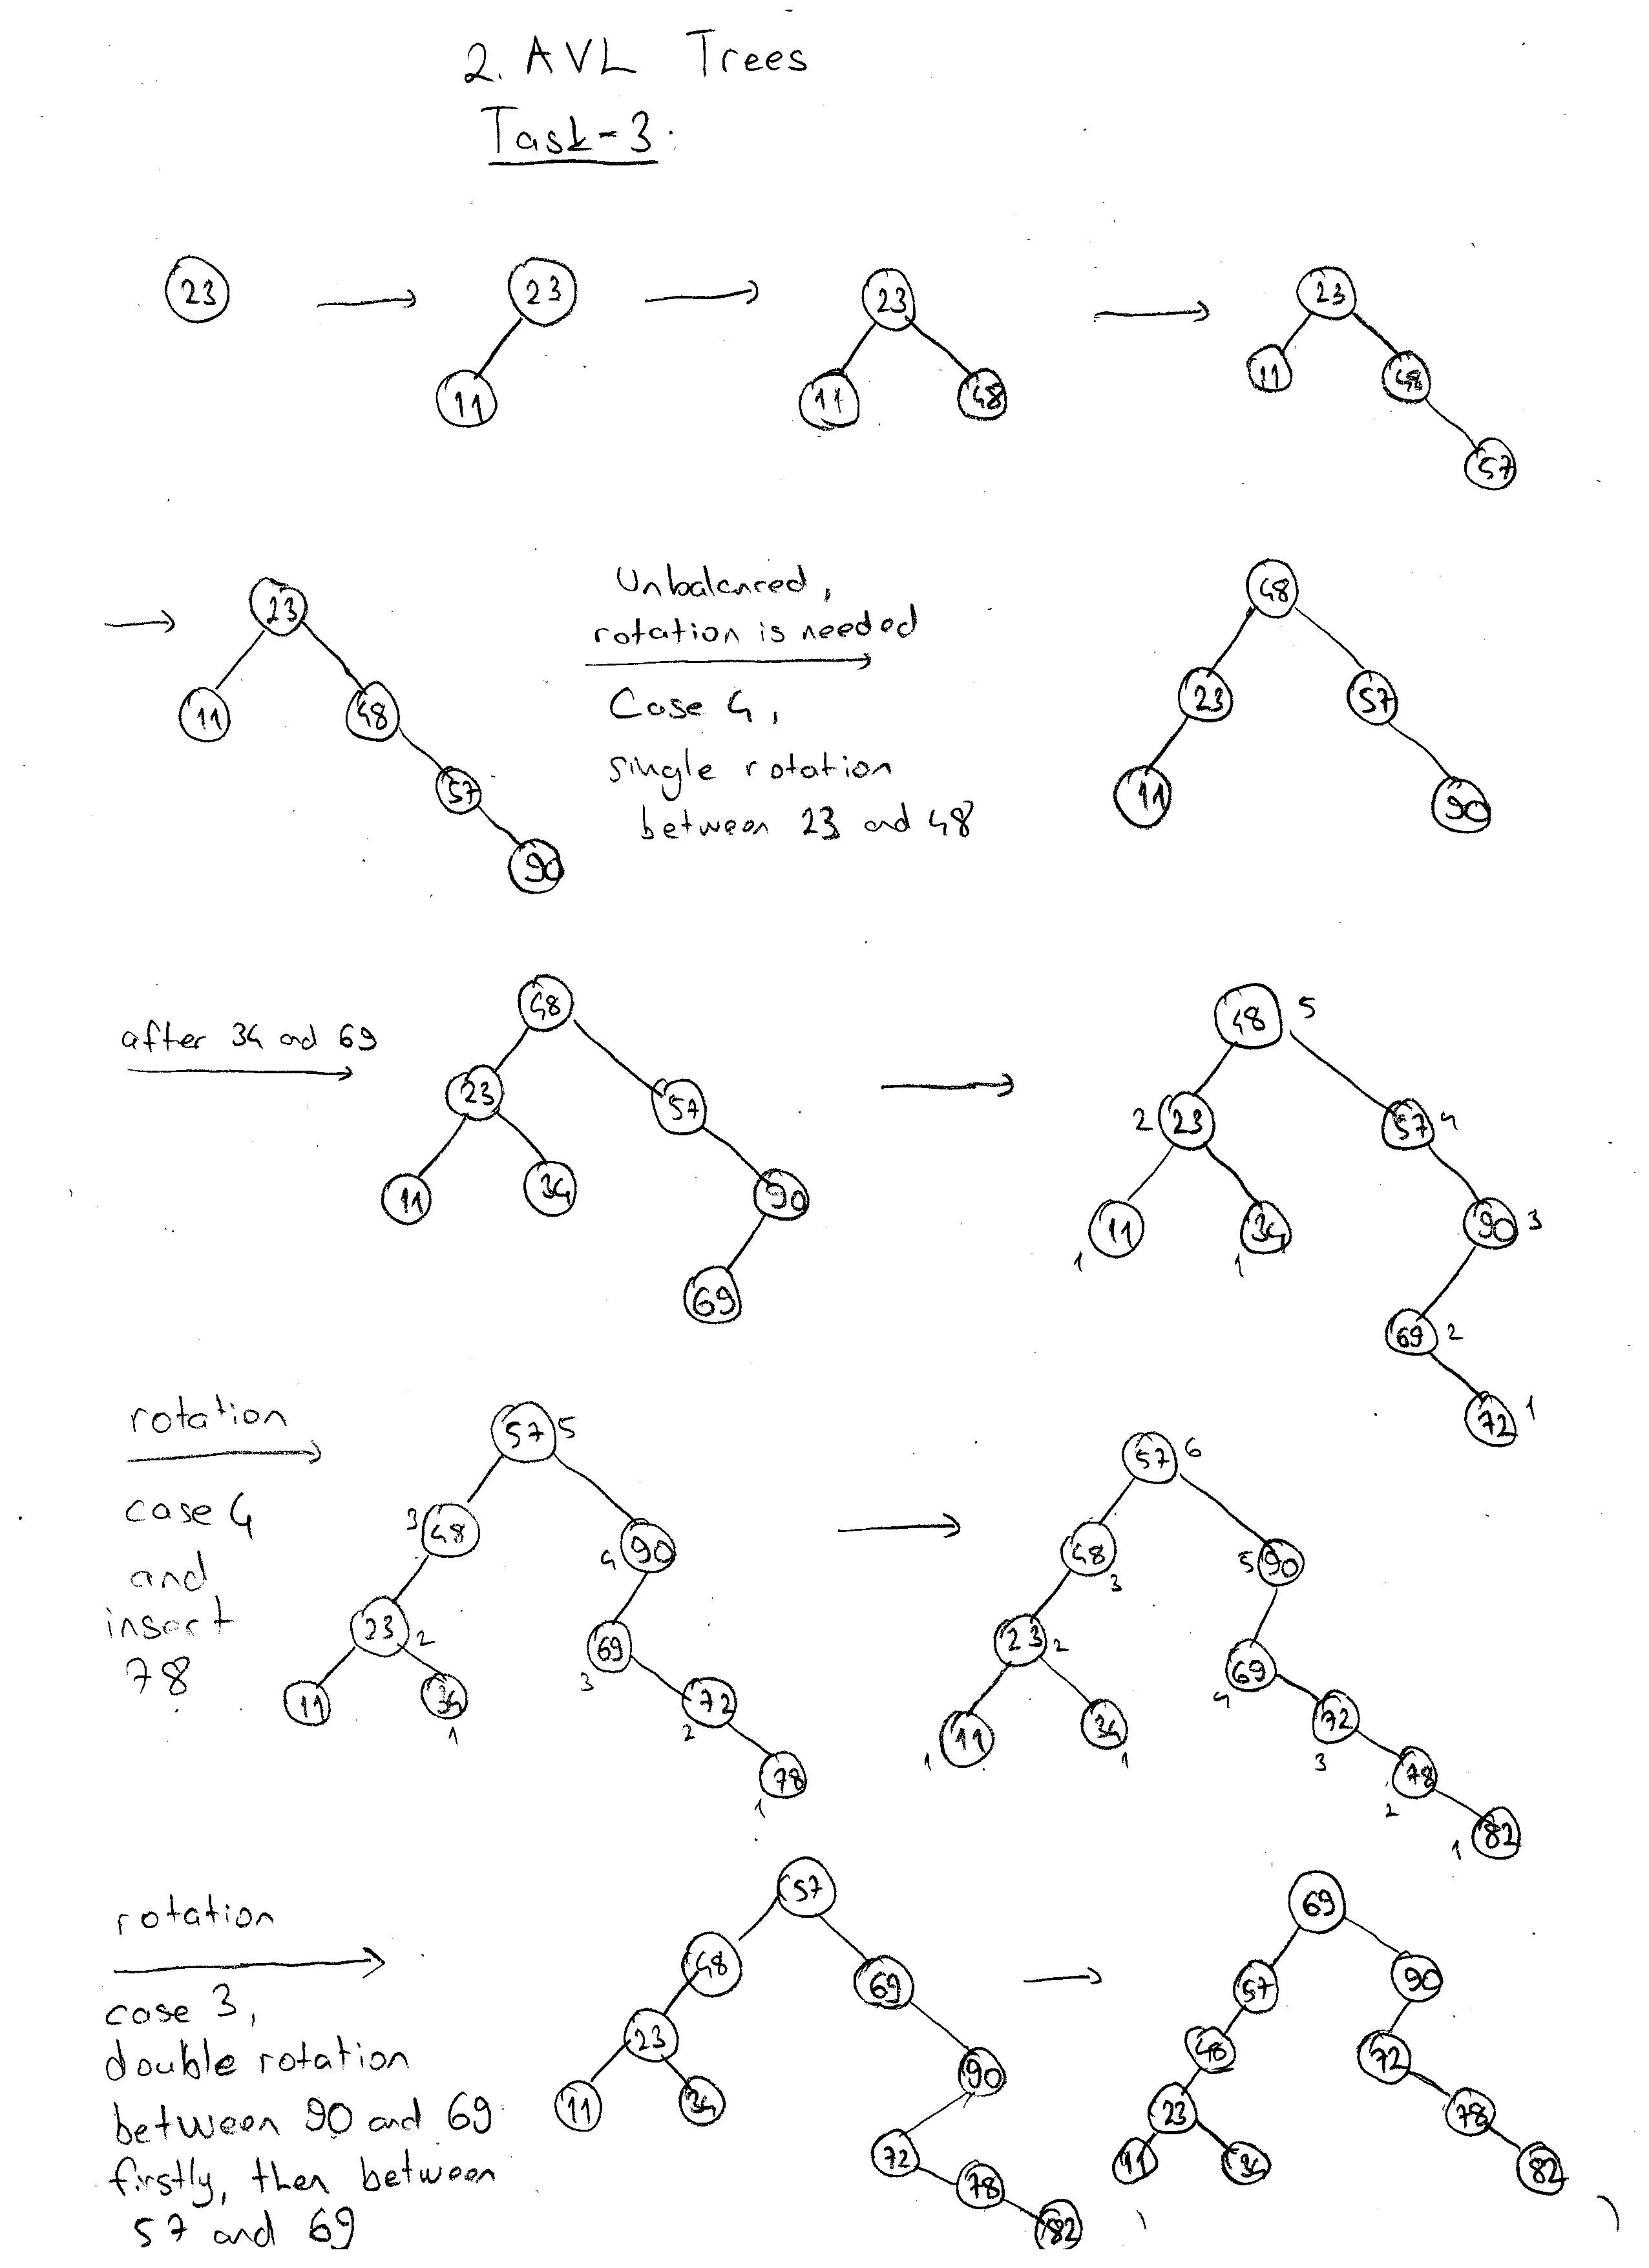 2. AVL Trees
Task-3.
23
23
11
23
11 48
23
11 48
57
23
11 48
57
90
Unbalanced,
rotation is needed
Case 4,
single rotation
between 23 and 48
48
23 57
11 90
after 34 and 69
48
23 57
11 34 90
69
48 5
2 23 57 4
11 34 90 3
1 1
69 2
72 1
rotation
case 4
and
insert
78
57 5
3 48 4 90
23 2 69 3
11 34 1 72 2
78 1
57 6
48 3 5 90
23 2 69 4
1 11 34 1 72 3
78 2
1 82
rotation
case 3,
double rotation
between 90 and 69
firstly, then between
57 and 69
57
48 69
23 90
11 34 72
78
82
69
57 90
48 72
23 78
11 34 82